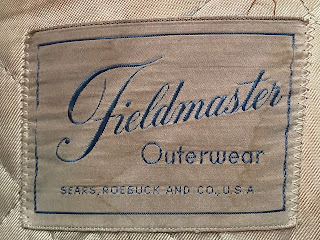 Fieldmaster
Outerwear
SEARS, ROEBUCK AND CO., U.S.A.